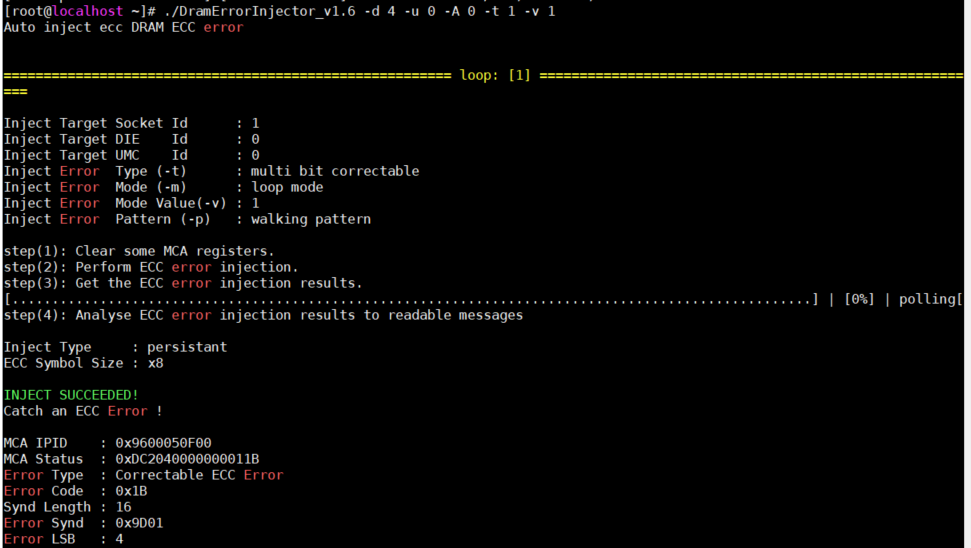 [root@localhost ~]# ./DramErrorInjector_v1.6 -d 4 -u 0 -A 0 -t 1 -v 1
Auto inject ecc DRAM ECC error
======================================================== loop: [1] =====================================================
===
Inject Target Socket Id      : 1
Inject Target DIE    Id      : 0
Inject Target UMC    Id      : 0
Inject Error  Type (-t)      : multi bit correctable
Inject Error  Mode (-m)      : loop mode
Inject Error  Mode Value(-v) : 1
Inject Error  Pattern (-p)   : walking pattern
step(1): Clear some MCA registers.
step(2): Perform ECC error injection.
step(3): Get the ECC error injection results.
[....................................................................................................] | [0%] | polling[
step(4): Analyse ECC error injection results to readable messages
Inject Type     : persistant
ECC Symbol Size : x8
INJECT SUCCEEDED!
Catch an ECC Error !
MCA IPID    : 0x9600050F00
MCA Status  : 0xDC2040000000011B
Error Type  : Correctable ECC Error
Error Code  : 0x1B
Synd Length : 16
Error Synd  : 0x9D01
Error LSB   : 4